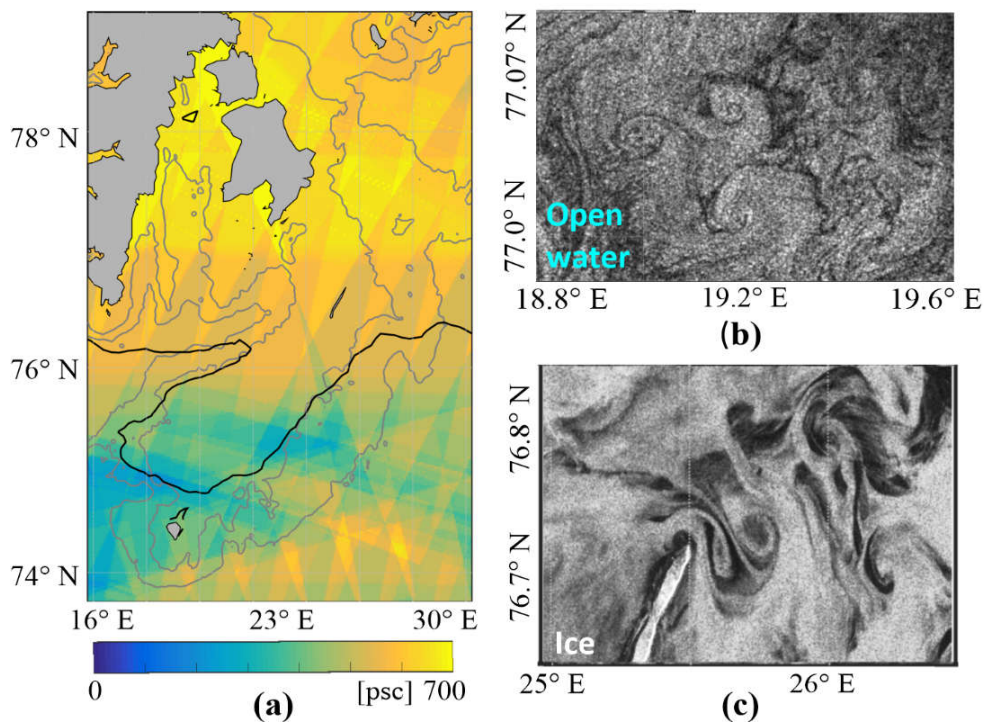 78° N
76° N
74° N
16° E
23° E
30° E
0
[psc]
700
(a)
77.07° N
77.0° N
Open
water
18.8° E
19.2° E
19.6° E
(b)
76.8° N
76.7° N
Ice
25° E
26° E
(c)